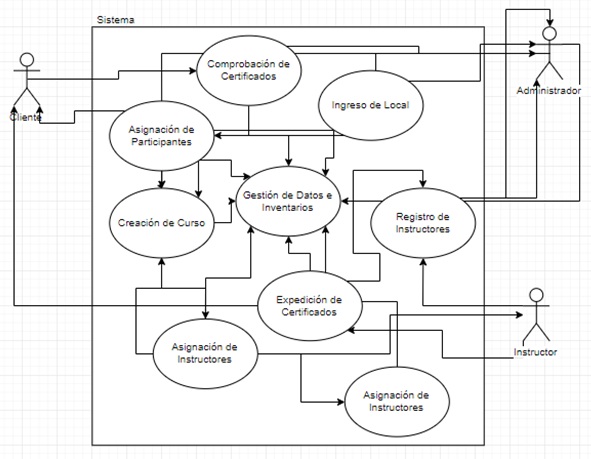 Sistema
Comprobación de
Certificados
Administrador
Ingreso de Local
Cliente
Asignación de
Participantes
Gestión de Datos e
Inventarios
Creación de Curso
Registro de
Instructores
Expedición de
Certificados
Asignación de
Instructores
Instructor
Asignación de
Instructores